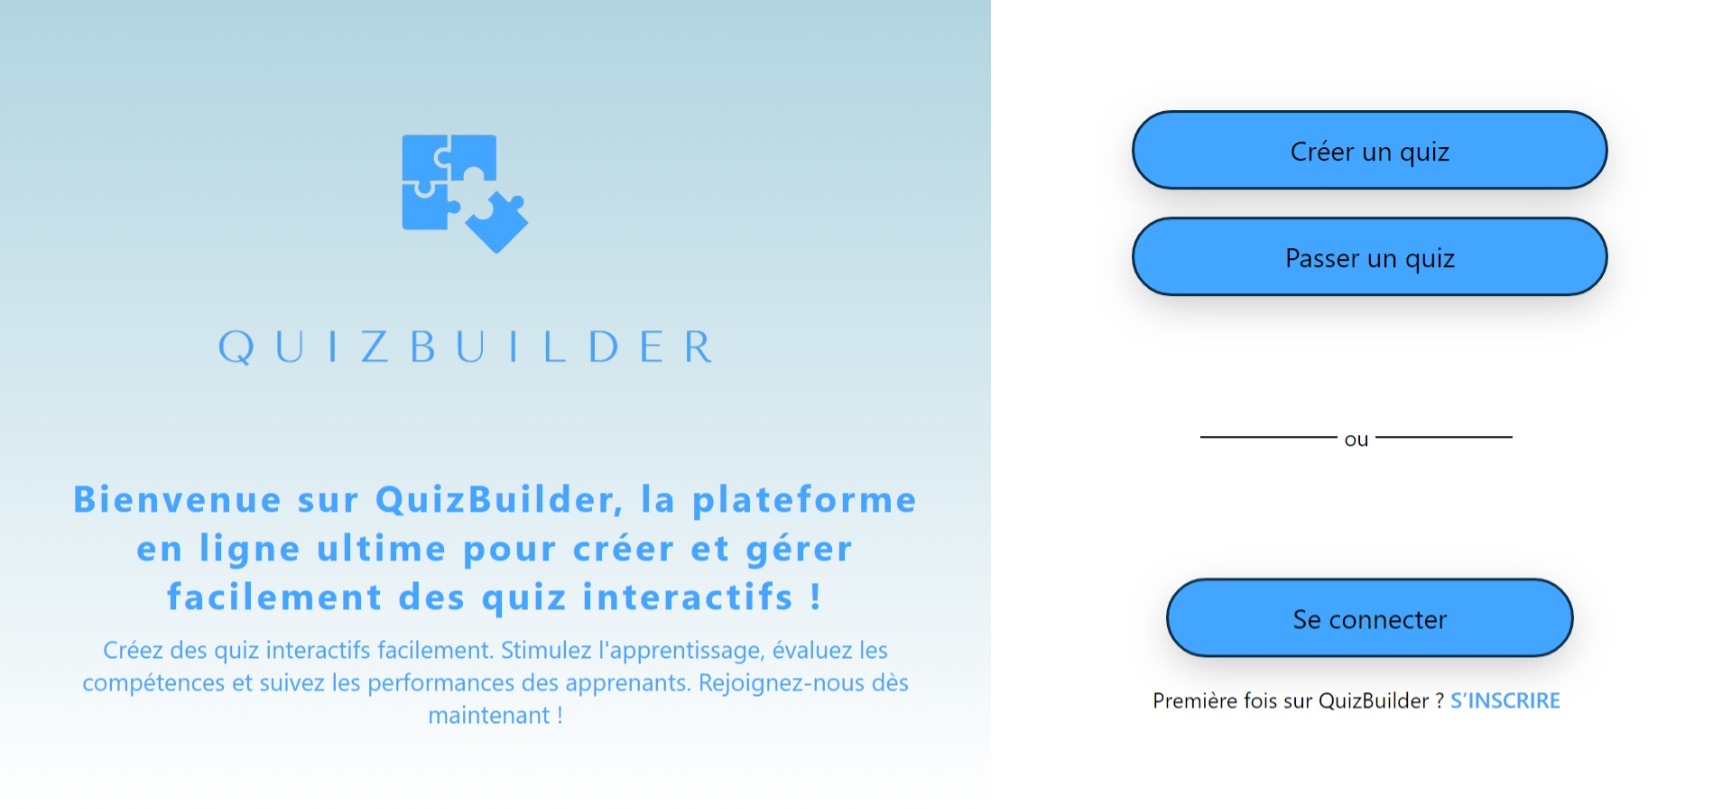 QUIZBUILDER
Bienvenue sur QuizBuilder, la plateforme
en ligne ultime pour créer et gérer
facilement des quiz interactifs !
Créez des quiz interactifs facilement. Stimulez l'apprentissage, évaluez les
compétences et suivez les performances des apprenants. Rejoignez-nous dès
maintenant !
Créer un quiz
Passer un quiz
ou
Se connecter
Première fois sur QuizBuilder ? S’INSCRIRE